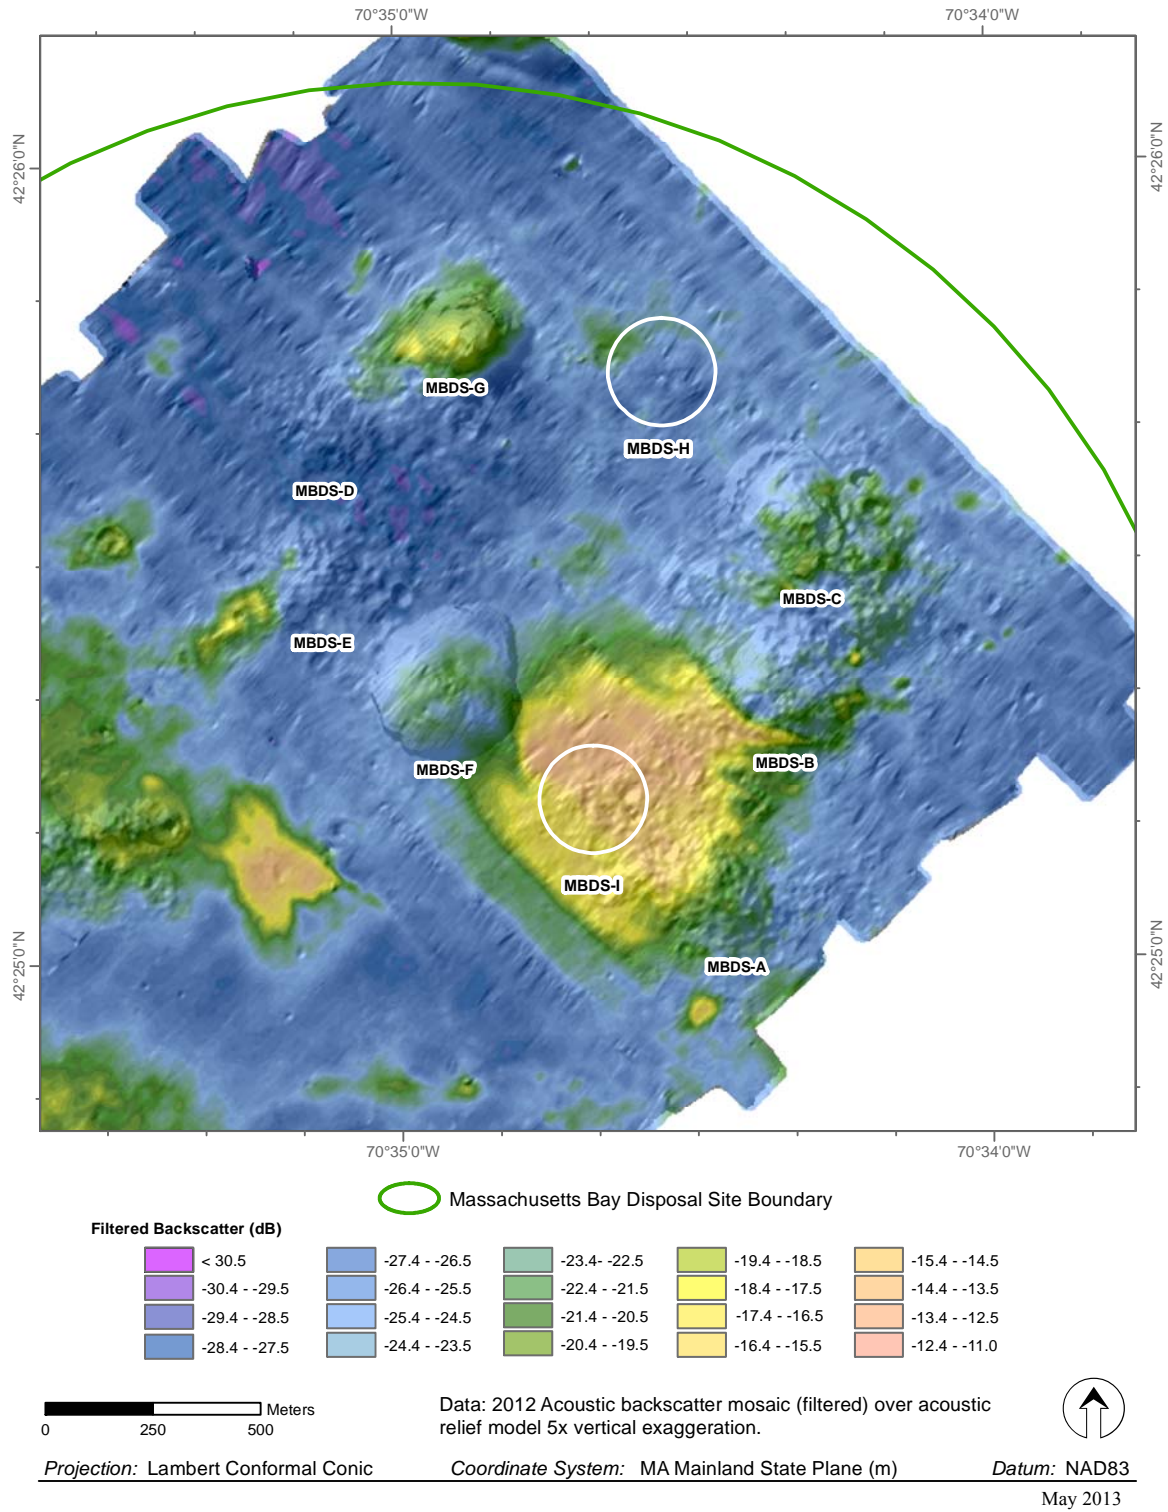 70°35'0"W
70°34'0"W
42°26'0"N
42°26'0"N
MBDS-G
MBDS-H
MBDS-D
MBDS-C
MBDS-E
MBDS-F
MBDS-B
MBDS-I
MBDS-A
42°25'0"N
42°25'0"N
70°35'0"W
70°34'0"W
Massachusetts Bay Disposal Site Boundary
Filtered Backscatter (dB)
< 30.5
-30.4 - -29.5
-29.4 - -28.5
-28.4 - -27.5
-27.4 - -26.5
-26.4 - -25.5
-25.4 - -24.5
-24.4 - -23.5
-23.4- -22.5
-22.4 - -21.5
-21.4 - -20.5
-20.4 - -19.5
-19.4 - -18.5
-18.4 - -17.5
-17.4 - -16.5
-16.4 - -15.5
-15.4 - -14.5
-14.4 - -13.5
-13.4 - -12.5
-12.4 - -11.0
Meters
0 250 500
Data: 2012 Acoustic backscatter mosaic (filtered) over acoustic
relief model 5x vertical exaggeration.
Projection: Lambert Conformal Conic Coordinate System: MA Mainland State Plane (m) Datum: NAD83
May 2013